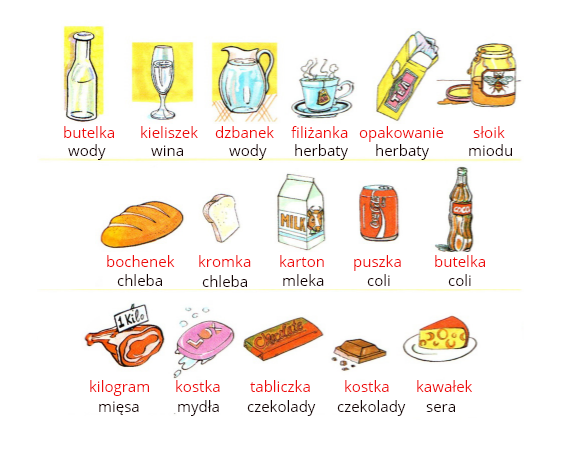 butelka kieliszek dzbanek filiżanka opakowanie słoik
wody wina wody herbaty herbaty miodu
MILK
bochenek kromka karton puszka butelka
chleba chleba mleka coli coli
1 Kilo
LUX
Chocolate
kilogram kostka tabliczka kostka kawałek
mięsa mydła czekolady czekolady sera